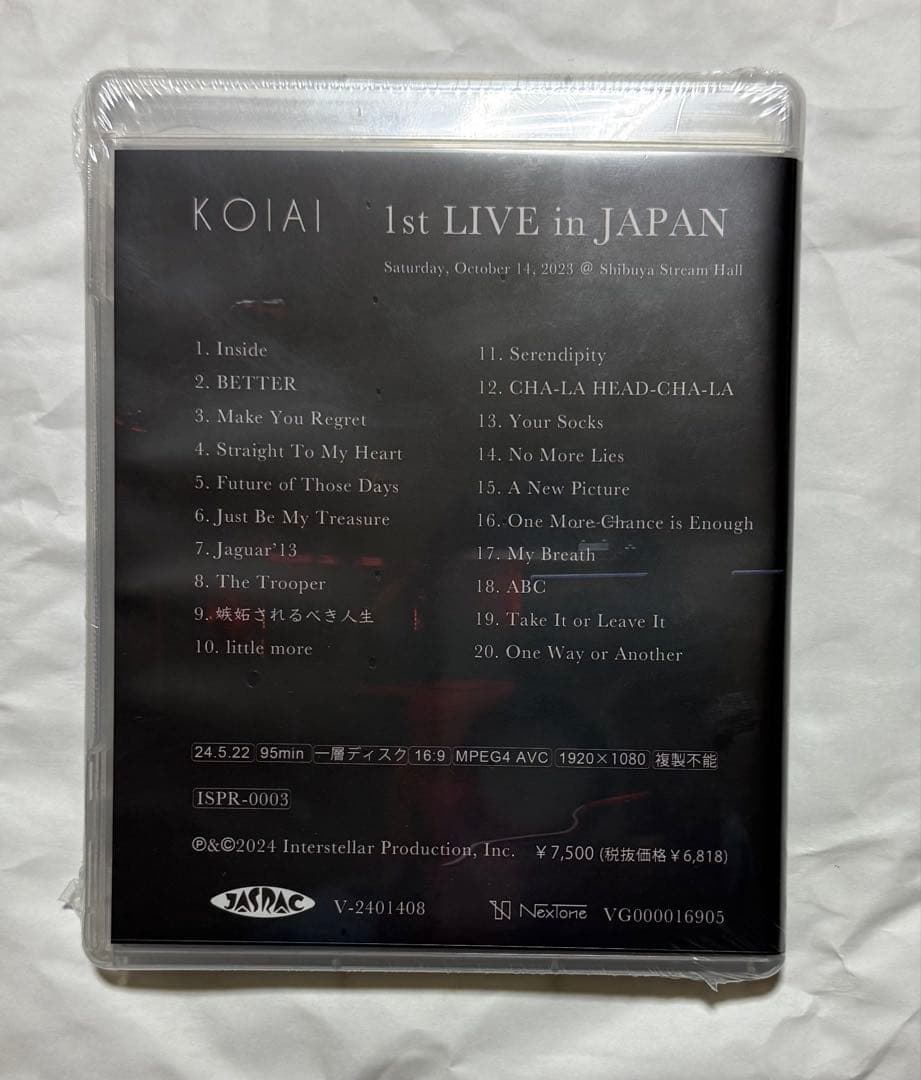 KOIAI 1st LIVE in JAPAN
Saturday, October 14, 2023 @ Shibuya Stream Hall
1. Inside
2. BETTER
3. Make You Regret
4. Straight To My Heart
5. Future of Those Days
6. Just Be My Treasure
7. Jaguar'13
8. The Trooper
9. 嫉妬されるべき人生
10. little more
11. Serendipity
12. CHA-LA HEAD-CHA-LA
13. Your Socks
14. No More Lies
15. A New Picture
16. One More Chance is Enough
17. My Breath
18. ABC
19. Take It or Leave It
20. One Way or Another
24.5.22 95min 一層ディスク 16:9 MPEG4 AVC 1920×1080 複製不能
ISPR-0003
℗&©2024 Interstellar Production, Inc. ¥7,500 (税抜価格¥6,818)
JASRAC V-2401408 NexTone VG000016905